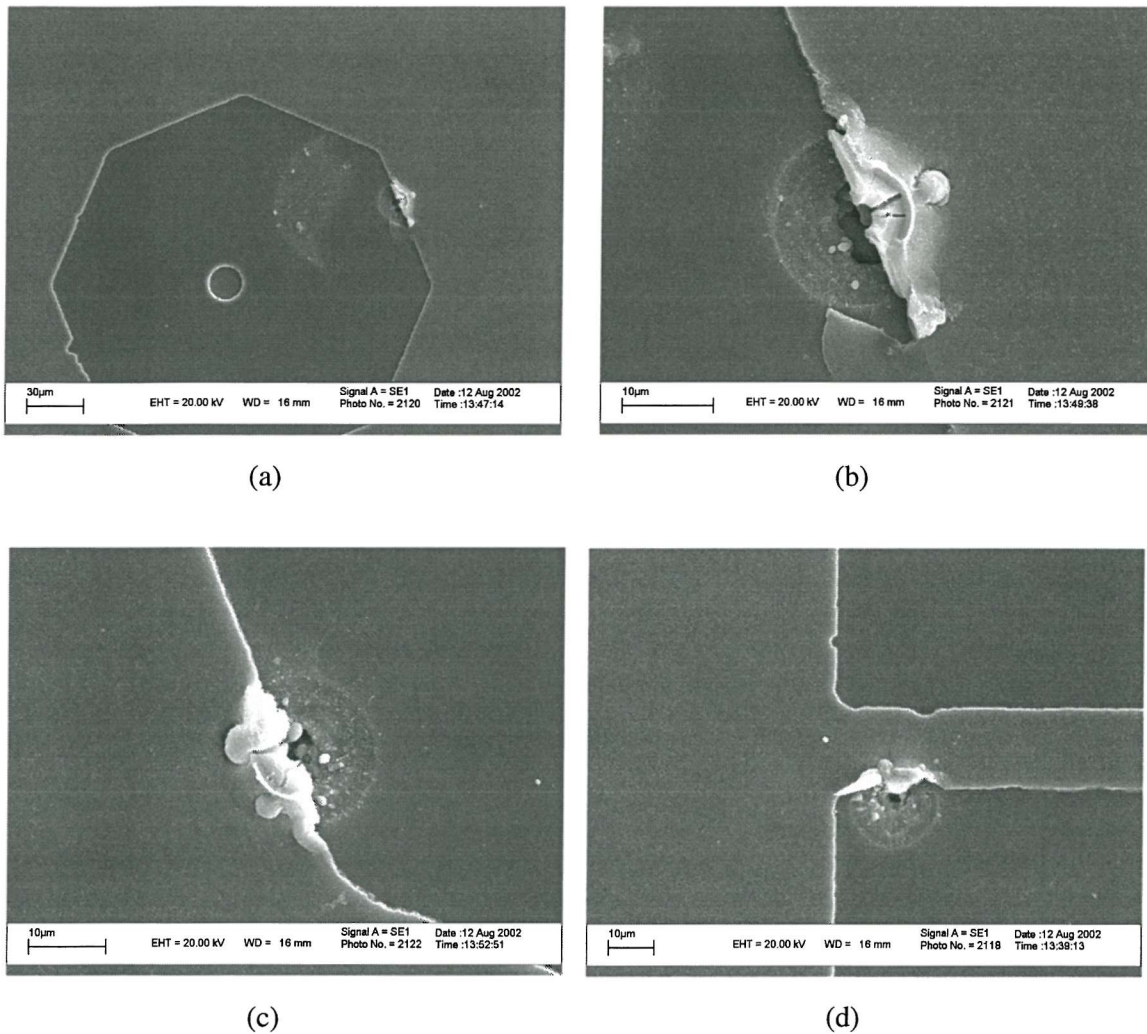 30µm
EHT = 20.00 kV WD = 16 mm
Signal A = SE1 Date :12 Aug 2002
Photo No. = 2120 Time :13:47:14
10µm
EHT = 20.00 kV WD = 16 mm
Signal A = SE1 Date :12 Aug 2002
Photo No. = 2121 Time :13:49:38
(a)
(b)
10µm
EHT = 20.00 kV WD = 16 mm
Signal A = SE1 Date :12 Aug 2002
Photo No. = 2122 Time :13:52:51
10µm
EHT = 20.00 kV WD = 16 mm
Signal A = SE1 Date :12 Aug 2002
Photo No. = 2118 Time :13:39:13
(c)
(d)